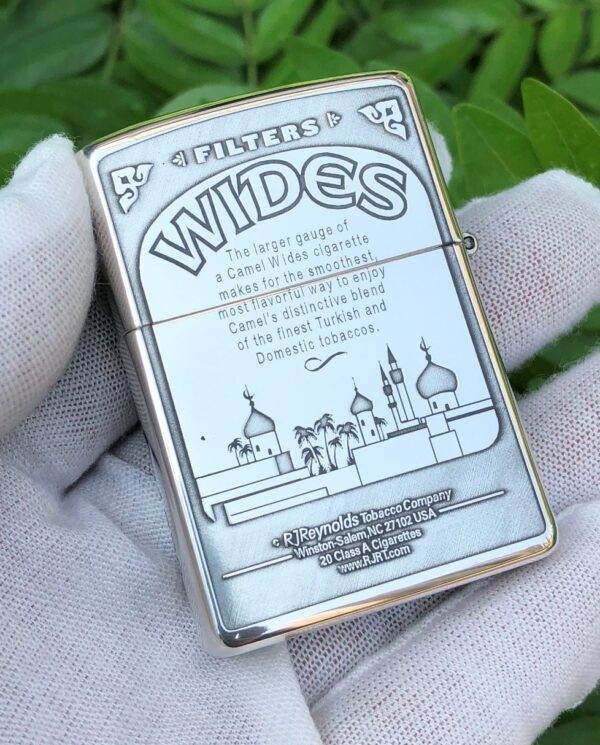 FILTERS
WIDES
The larger gauge of
a Camel Wides cigarette
makes for the smoothest,
most flavorful way to enjoy
Camel's distinctive blend
of the finest Turkish and
Domestic tobaccos.
© RJReynolds Tobacco Company
Winston-Salem, NC 27102 USA
20 Class A Cigarettes
www.RJRT.com